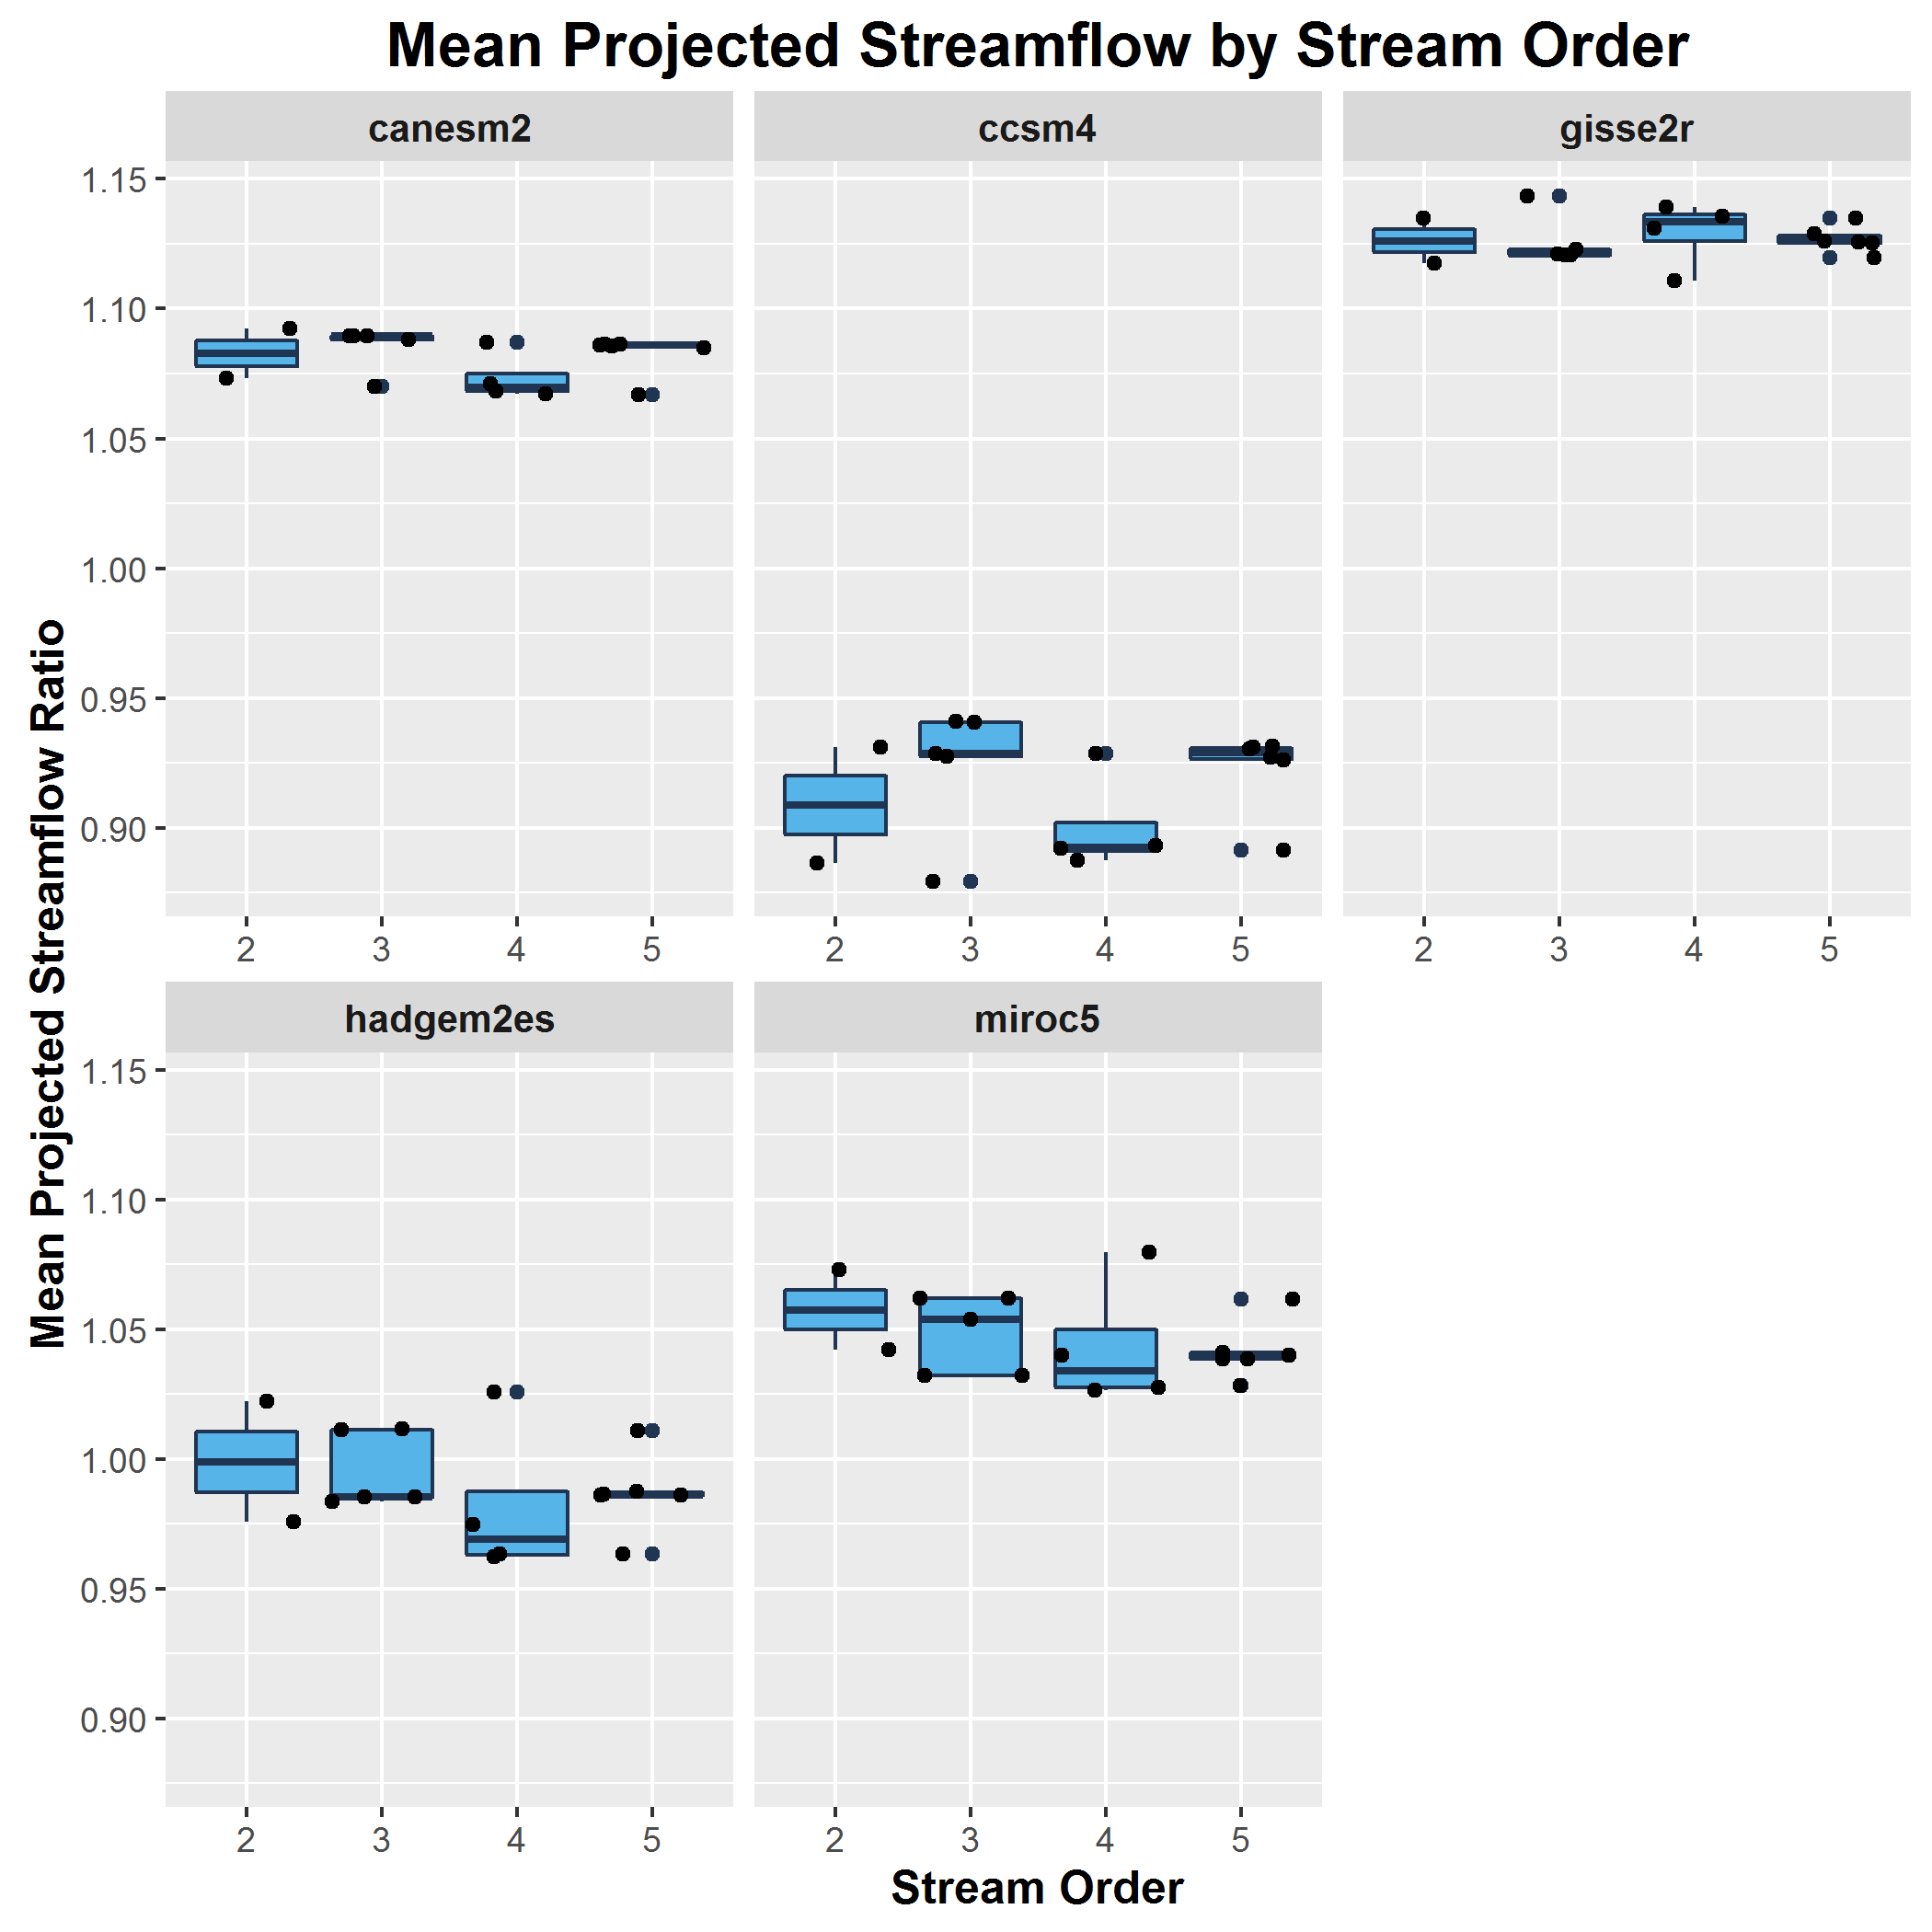 Mean Projected Streamflow by Stream Order
canesm2
ccsm4
gisse2r
1.15
1.10
1.05
1.00
0.95
0.90
2 3 4 5
2 3 4 5
2 3 4 5
Mean Projected Streamflow Ratio
hadgem2es
miroc5
1.15
1.10
1.05
1.00
0.95
0.90
2 3 4 5
2 3 4 5
Stream Order